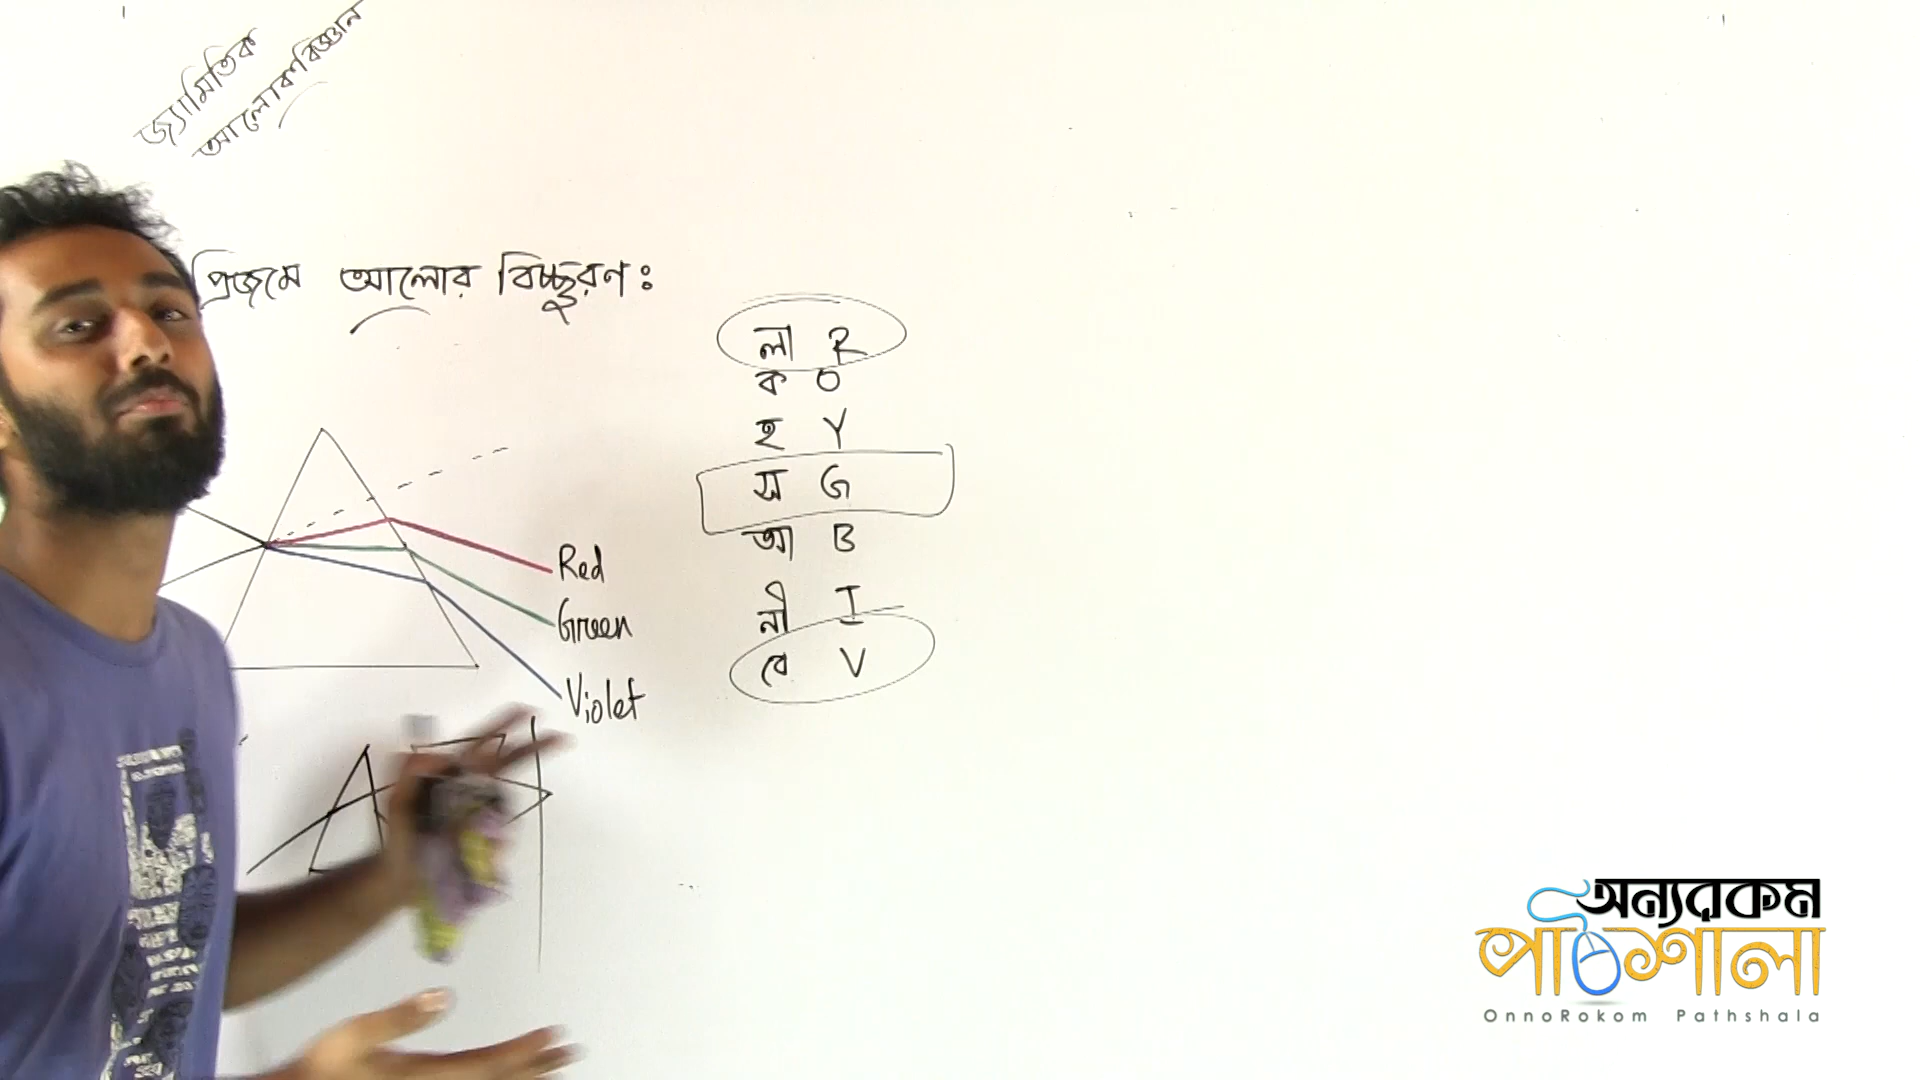 জ্যামিতিক
আলোকবিজ্ঞান
প্রিজমে আলোর বিচ্ছুরণঃ
লা R
ক O
হ Y
স G
আ B
নী I
বে V
Red
Green
Violet
অন্যরকম
পাঠশালা
OnnoRokom Pathshala